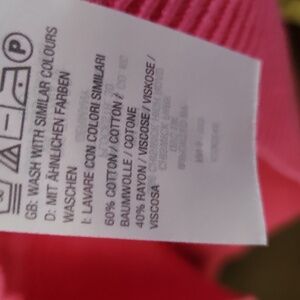 P
GB: WASH WITH SIMILAR COLOURS
D: MIT ÄHNLICHEN FARBEN
WASCHEN
I: LAVARE CON COLORI SIMILARI
60% COTTON / COTTON /
BAUMWOLLE / COTONE
40% RAYON / VISCOSE / VISKOSE /
VISCOSA